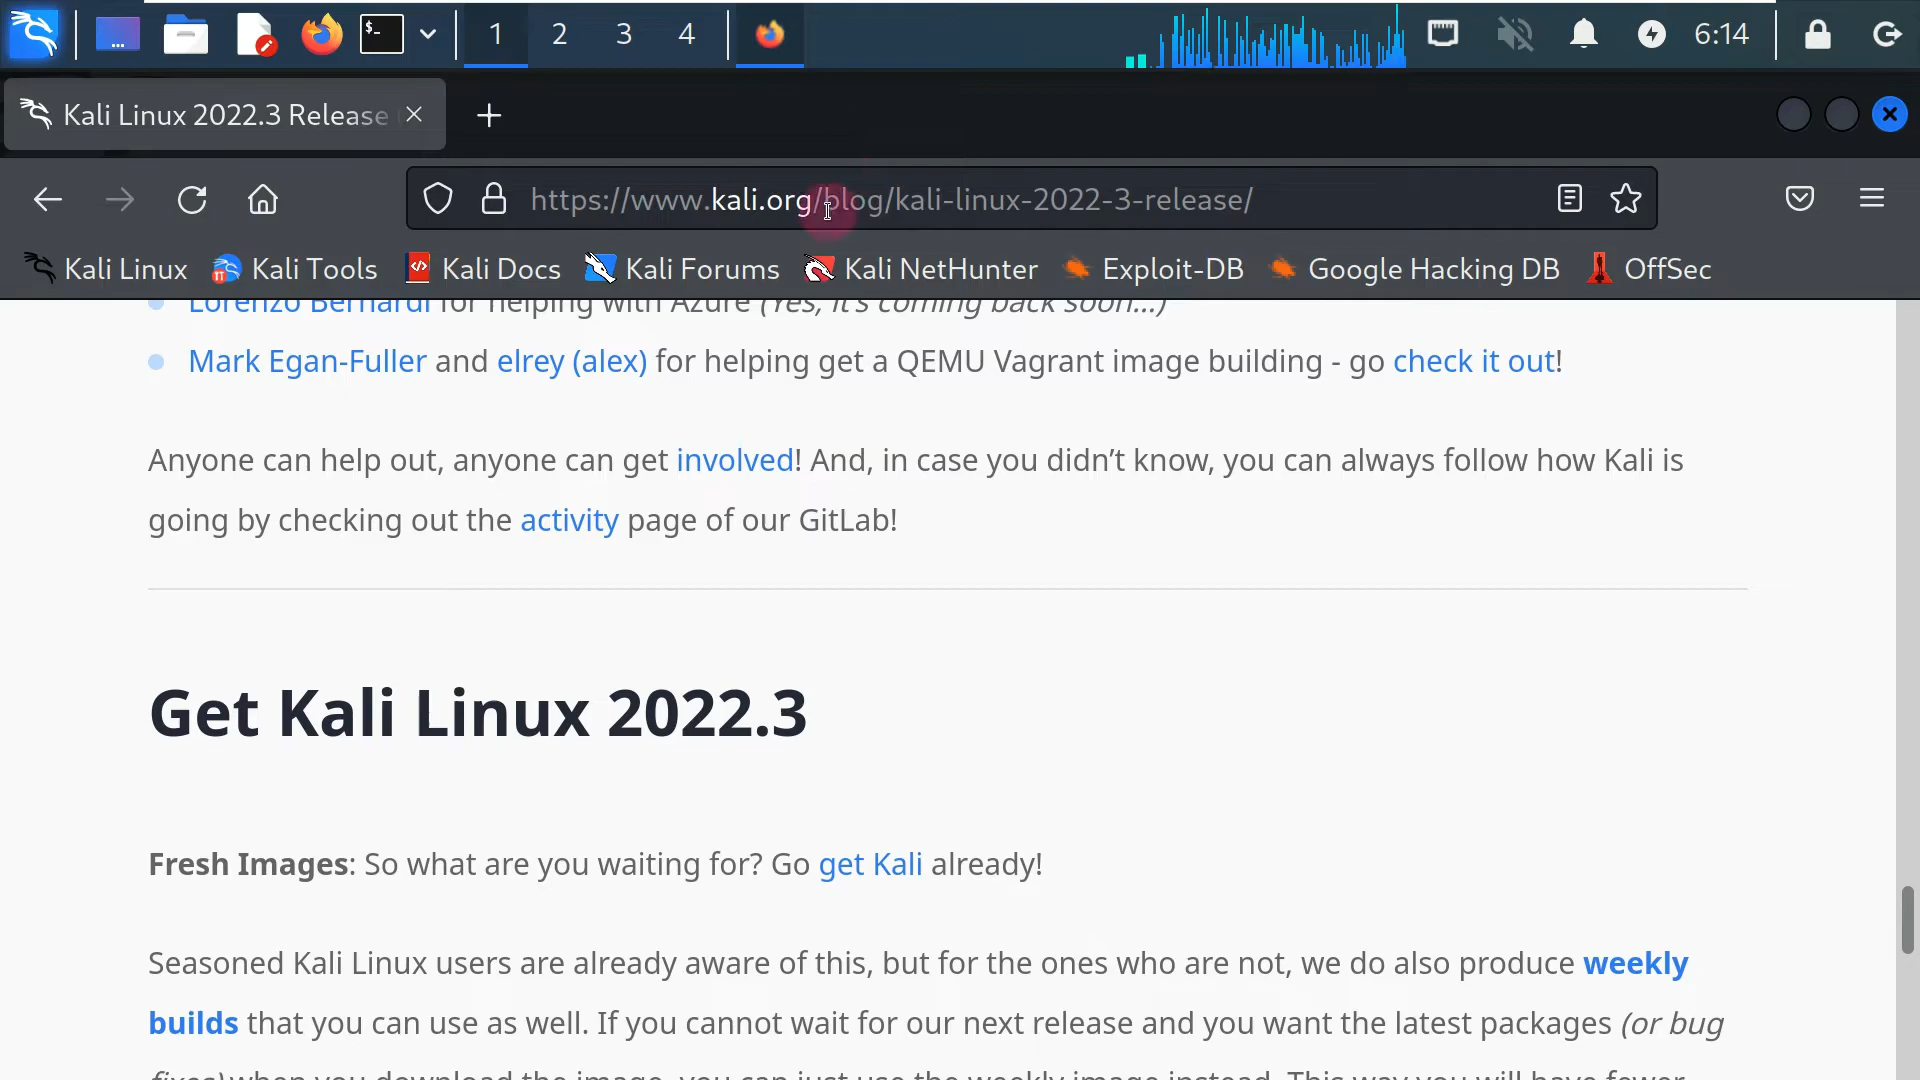 1 2 3 4 6:14
Kali Linux 2022.3 Release
https://www.kali.org/blog/kali-linux-2022-3-release/
Kali Linux Kali Tools Kali Docs Kali Forums Kali NetHunter Exploit-DB Google Hacking DB OffSec
Lorenzo Bernardi for helping with Azure (Yes, it's coming back soon...)
Mark Egan-Fuller and elrey (alex) for helping get a QEMU Vagrant image building - go check it out!
Anyone can help out, anyone can get involved! And, in case you didn’t know, you can always follow how Kali is
going by checking out the activity page of our GitLab!
Get Kali Linux 2022.3
Fresh Images: So what are you waiting for? Go get Kali already!
Seasoned Kali Linux users are already aware of this, but for the ones who are not, we do also produce weekly
builds that you can use as well. If you cannot wait for our next release and you want the latest packages (or bug
fixes) when you download the image, you can just use the weekly image instead. This way you will have fewer